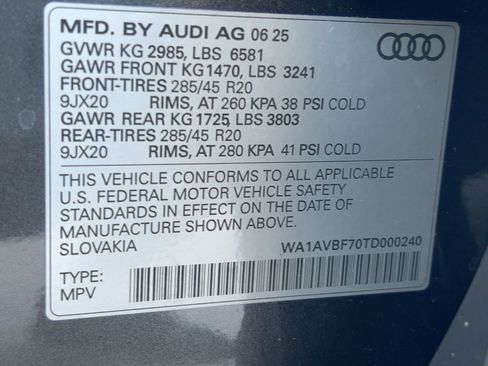 MFD. BY AUDI AG 06 25
GVWR KG 2985, LBS 6581
GAWR FRONT KG1470, LBS 3241
FRONT-TIRES 285/45 R20
9JX20 RIMS, AT 260 KPA 38 PSI COLD
GAWR REAR KG 1725, LBS 3803
REAR-TIRES 285/45 R20
9JX20 RIMS, AT 280 KPA 41 PSI COLD
THIS VEHICLE CONFORMS TO ALL APPLICABLE
U.S. FEDERAL MOTOR VEHICLE SAFETY
STANDARDS IN EFFECT ON THE DATE OF
MANUFACTURE SHOWN ABOVE.
SLOVAKIA WA1AVBF70TD000240
TYPE:
MPV